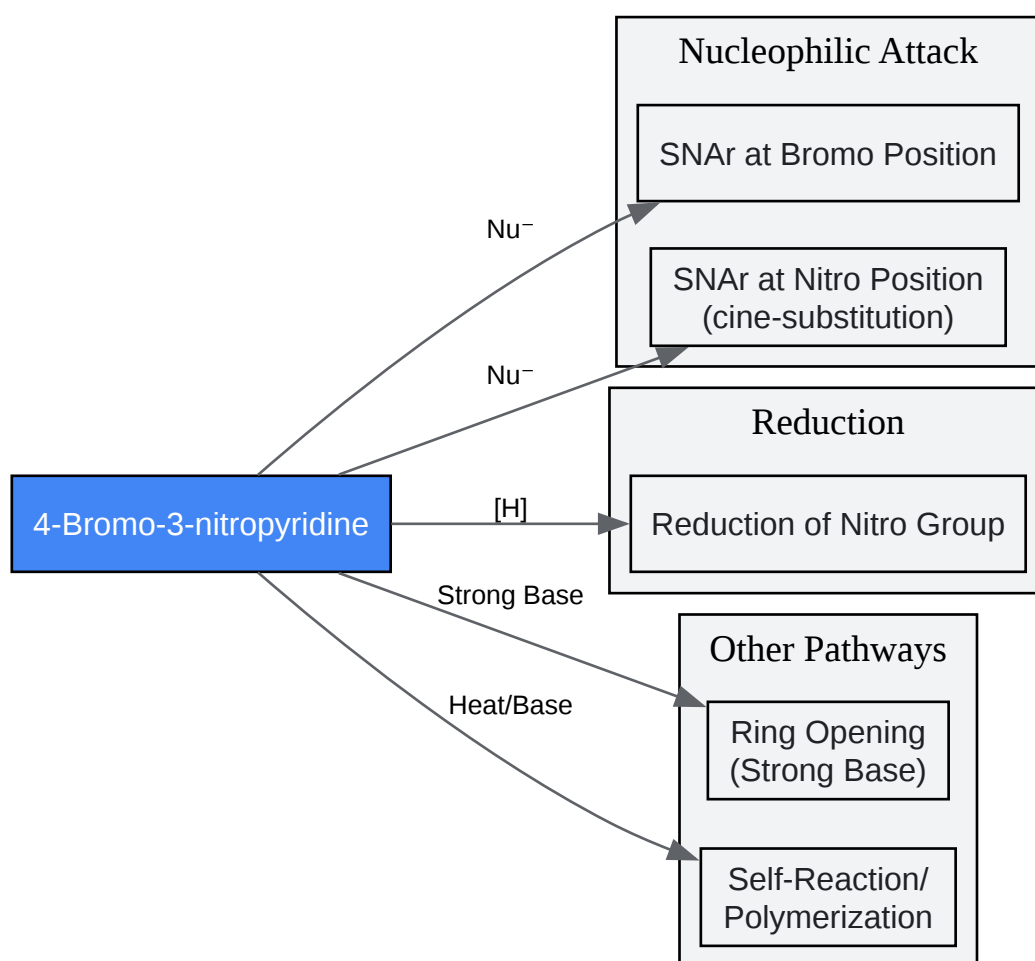 Nucleophilic Attack
SNAr at Bromo Position
Nu⁻
SNAr at Nitro Position
(cine-substitution)
Nu⁻
Reduction
4-Bromo-3-nitropyridine
[H]
Reduction of Nitro Group
Strong Base
Other Pathways
Heat/Base
Ring Opening
(Strong Base)
Self-Reaction/
Polymerization